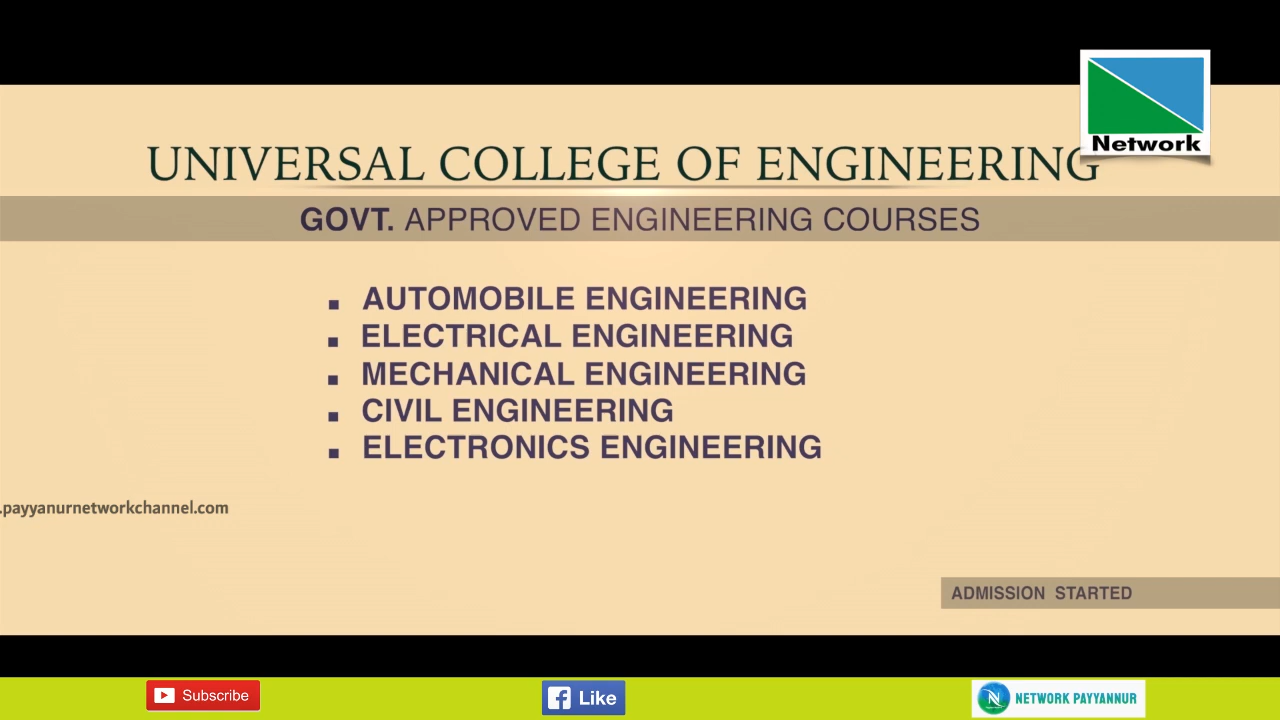 Network
UNIVERSAL COLLEGE OF ENGINEERING
GOVT. APPROVED ENGINEERING COURSES
AUTOMOBILE ENGINEERING
ELECTRICAL ENGINEERING
MECHANICAL ENGINEERING
CIVIL ENGINEERING
ELECTRONICS ENGINEERING
.payyanurnetworkchannel.com
ADMISSION STARTED
Subscribe
Like
N NETWORK PAYYANNUR